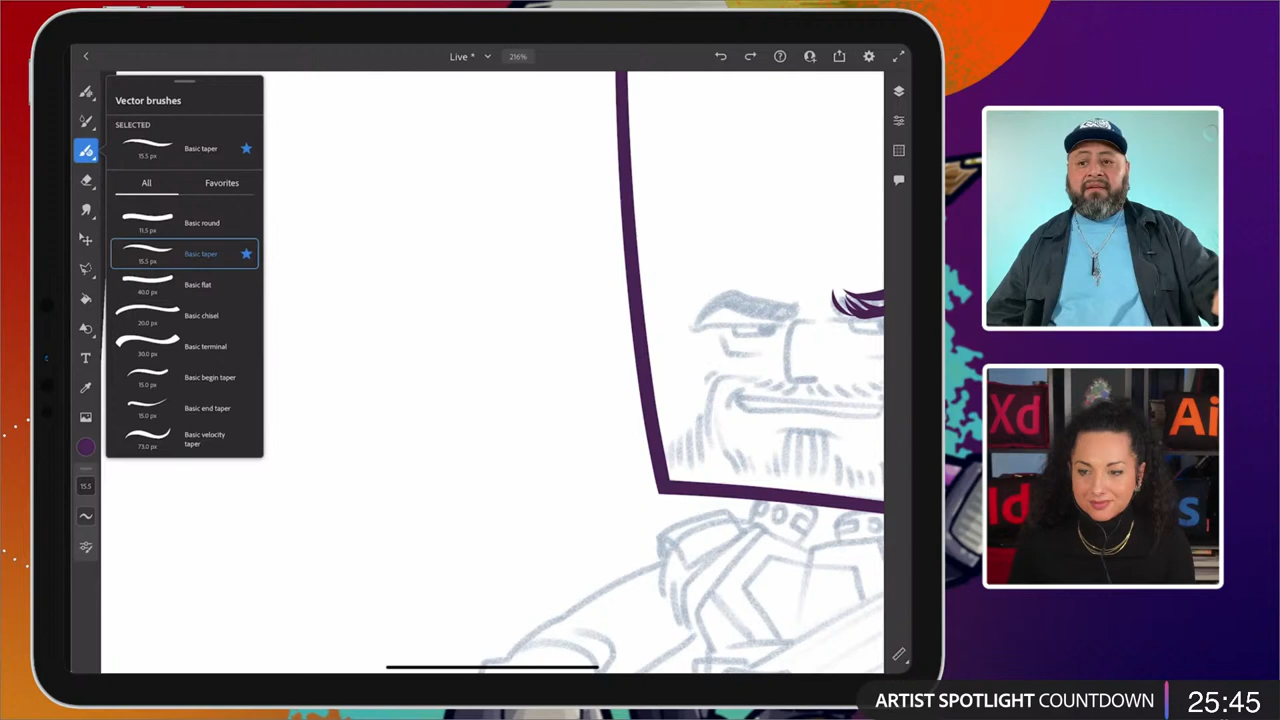 Live *
216%
Vector brushes
SELECTED
Basic taper
15.5 px
All
Favorites
Basic round
11.5 px
Basic taper
15.5 px
Basic flat
40.0 px
Basic chisel
20.0 px
Basic terminal
30.0 px
Basic begin taper
15.0 px
Basic end taper
15.0 px
Basic velocity
taper
73.0 px
T
15.5
Xd
Ai
Id
s
ARTIST SPOTLIGHT COUNTDOWN
25:45